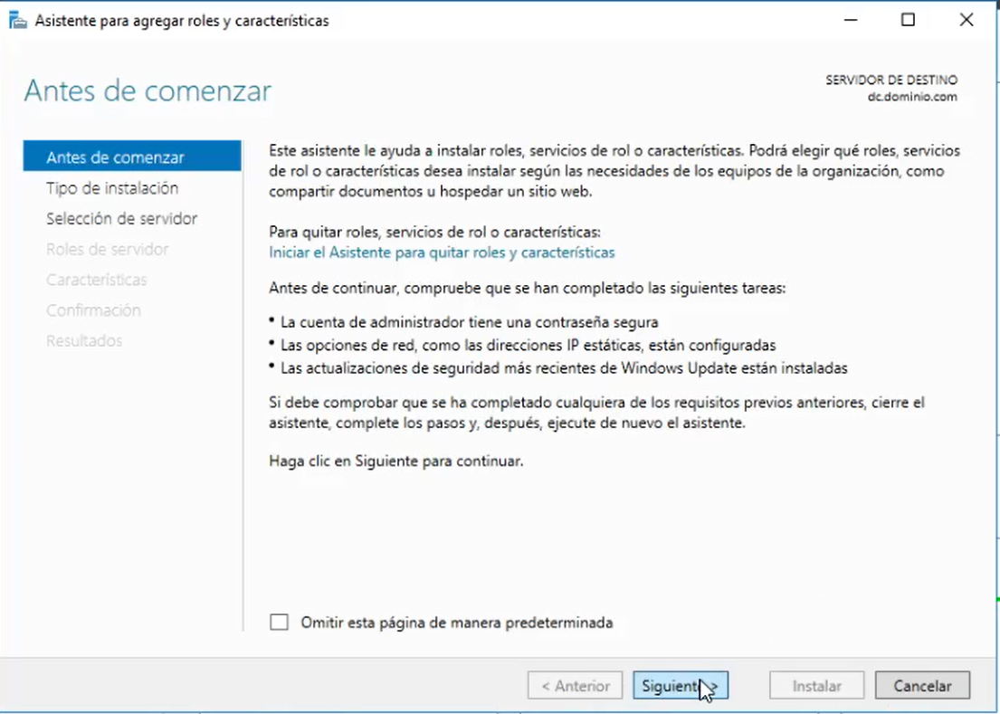 Asistente para agregar roles y características
Antes de comenzar
SERVIDOR DE DESTINO
dc.dominio.com
Antes de comenzar
Tipo de instalación
Selección de servidor
Roles de servidor
Características
Confirmación
Resultados
Este asistente le ayuda a instalar roles, servicios de rol o características. Podrá elegir qué roles, servicios
de rol o características desea instalar según las necesidades de los equipos de la organización, como
compartir documentos u hospedar un sitio web.
Para quitar roles, servicios de rol o características:
Iniciar el Asistente para quitar roles y características
Antes de continuar, compruebe que se han completado las siguientes tareas:
• La cuenta de administrador tiene una contraseña segura
• Las opciones de red, como las direcciones IP estáticas, están configuradas
• Las actualizaciones de seguridad más recientes de Windows Update están instaladas
Si debe comprobar que se ha completado cualquiera de los requisitos previos anteriores, cierre el
asistente, complete los pasos y, después, ejecute de nuevo el asistente.
Haga clic en Siguiente para continuar.
Omitir esta página de manera predeterminada
< Anterior
Siguiente >
Instalar
Cancelar